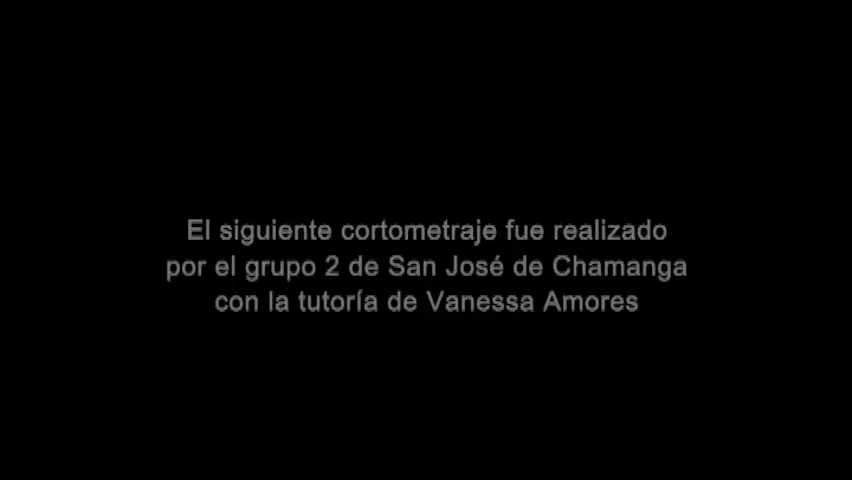 El siguiente cortometraje fue realizado
por el grupo 2 de San José de Chamanga
con la tutoría de Vanessa Amores